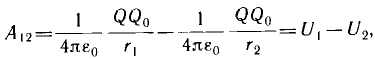 A₁₂ = 1/(4πε₀) QQ₀/r₁ − 1/(4πε₀) QQ₀/r₂ = U₁ − U₂,